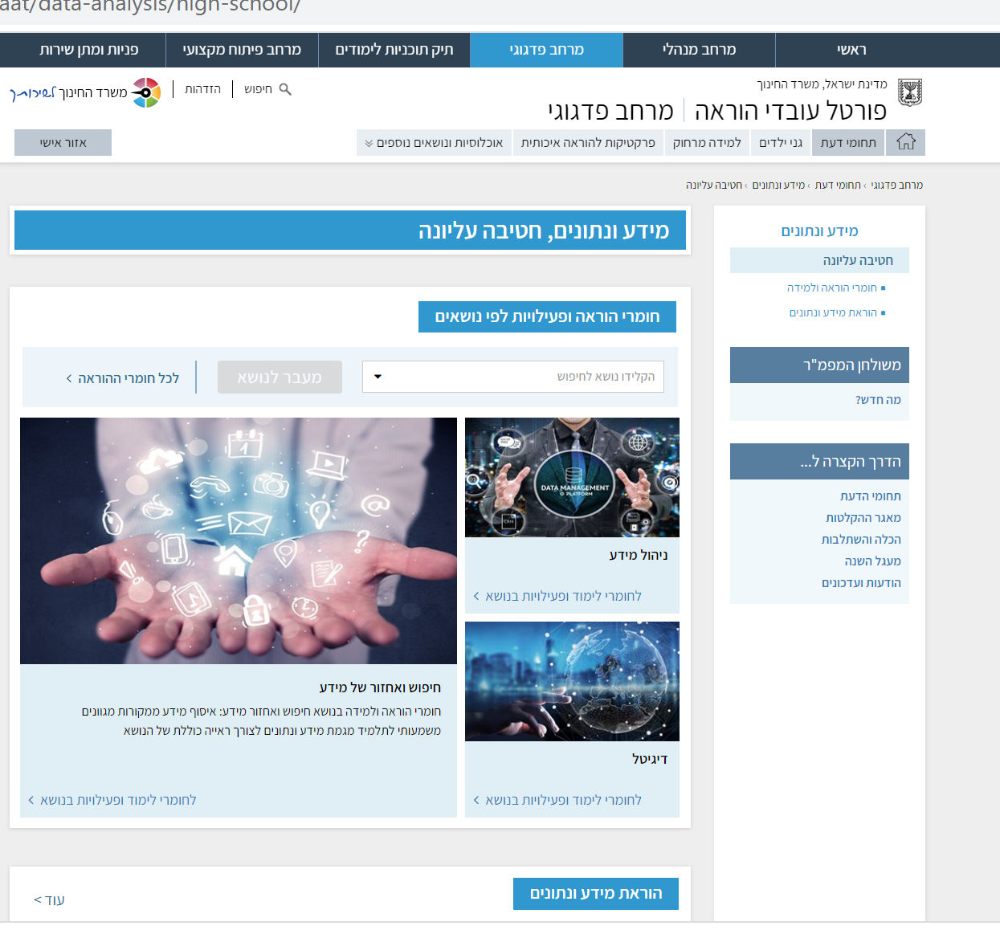 aat/data-analysis/high-school/
ראשי
מרחב מנהלי
מרחב פדגוגי
תיק תוכניות לימודים
מרחב פיתוח מקצועי
פניות ומתן שירות
מדינת ישראל, משרד החינוך
פורטל עובדי הוראה | מרחב פדגוגי
חיפוש
הזדהות
משרד החינוך לשירותך
תחומי דעת
גני ילדים
למידה מרחוק
פרקטיקות להוראה איכותית
אוכלוסיות ונושאים נוספים
אזור אישי
מרחב פדגוגי › תחומי דעת › מידע ונתונים › חטיבה עליונה
מידע ונתונים
חטיבה עליונה
חומרי הוראה ולמידה
הוראת מידע ונתונים
משולחן המפמ"ר
מה חדש?
הדרך הקצרה ל...
תחומי הדעת
מאגר ההקלטות
הכלה והשתלבות
מעגל השנה
הודעות ועדכונים
מידע ונתונים, חטיבה עליונה
חומרי הוראה ופעילויות לפי נושאים
הקלידו נושא לחיפוש
מעבר לנושא
לכל חומרי ההוראה
1
DATA MANAGEMENT
PLATFORM
CRM
ניהול מידע
לחומרי לימוד ופעילויות בנושא
דיגיטל
לחומרי לימוד ופעילויות בנושא
חיפוש ואחזור של מידע
חומרי הוראה ולמידה בנושא חיפוש ואחזור מידע: איסוף מידע ממקורות מגוונים
משמעותי לתלמיד מגמת מידע ונתונים לצורך ראייה כוללת של הנושא
לחומרי לימוד ופעילויות בנושא
הוראת מידע ונתונים
עוד >